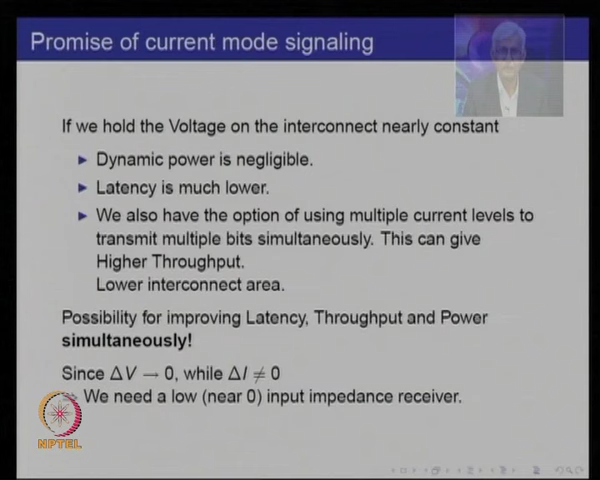 Promise of current mode signaling
If we hold the Voltage on the interconnect nearly constant
Dynamic power is negligible.
Latency is much lower.
We also have the option of using multiple current levels to
transmit multiple bits simultaneously. This can give
Higher Throughput.
Lower interconnect area.
Possibility for improving Latency, Throughput and Power
simultaneously!
Since ΔV → 0, while ΔI ≠ 0
We need a low (near 0) input impedance receiver.
NPTEL